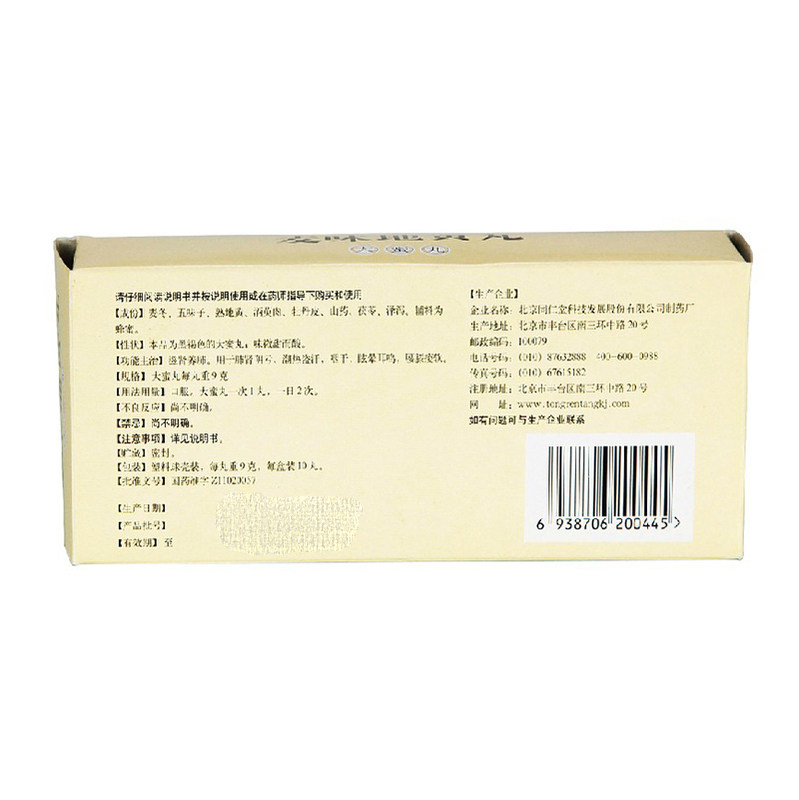 麦味地黄丸
大蜜丸
请仔细阅读说明书并按说明使用或在药师指导下购买和使用
【成份】麦冬、五味子、熟地黄、酒萸肉、牡丹皮、山药、茯苓、泽泻。辅料为
蜂蜜。
【性状】本品为黑褐色的大蜜丸；味微甜而酸。
【功能主治】滋肾养肺。用于肺肾阴亏，潮热盗汗，咽干，眩晕耳鸣，腰膝痠软。
【规格】大蜜丸每丸重9克
【用法用量】口服。大蜜丸一次1丸，一日2次。
【不良反应】尚不明确。
【禁忌】尚不明确。
【注意事项】详见说明书。
【贮藏】密封。
【包装】塑料球壳装，每丸重9克，每盒装10丸。
【批准文号】国药准字Z11020057
【生产日期】
【产品批号】
【有效期】至
【生产企业】
企业名称：北京同仁堂科技发展股份有限公司制药厂
生产地址：北京市丰台区南三环中路20号
邮政编码：100079
电话号码：(010) 87632888 400-600-0988
传真号码：(010) 67615182
注册地址：北京市丰台区南三环中路20号
网 址：www.tongrentangkj.com
如有问题可与生产企业联系
6 938706 200445